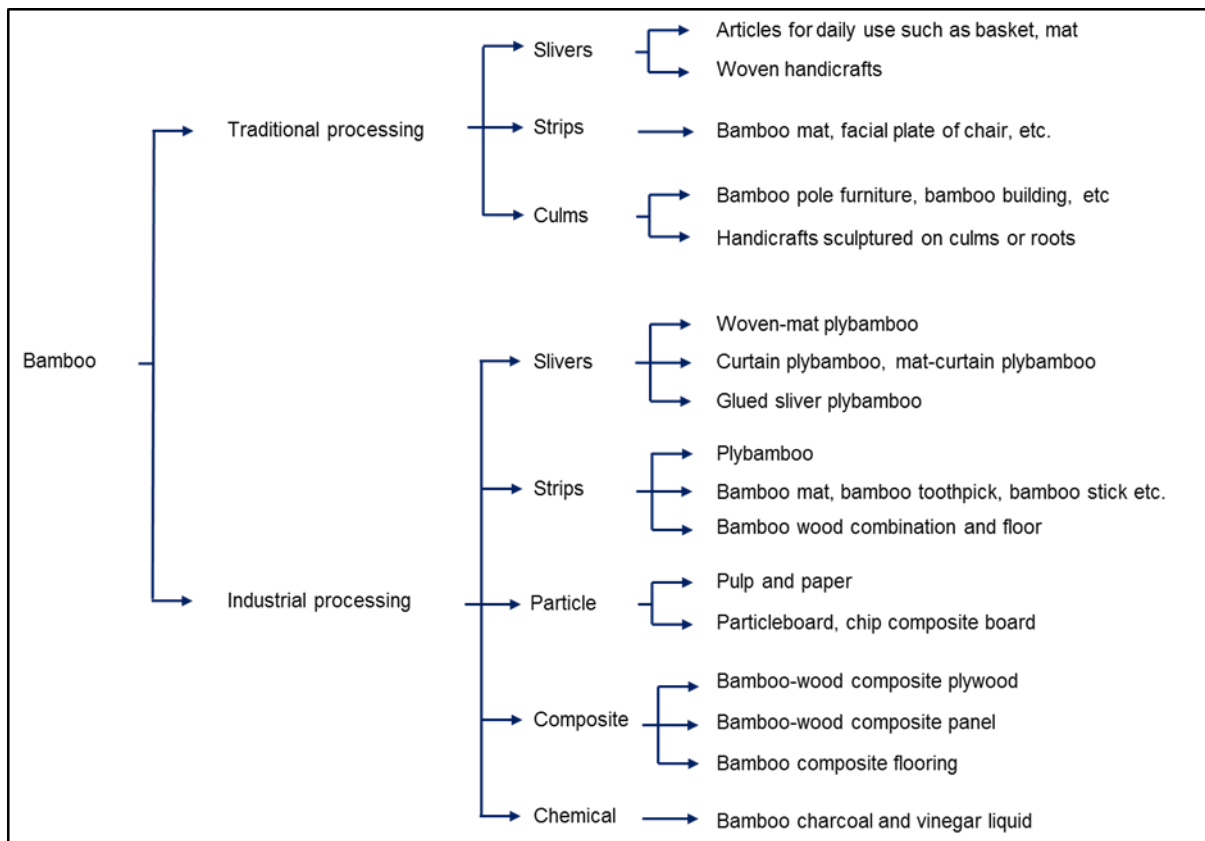 Articles for daily use such as basket, mat
Slivers
Woven handicrafts
Traditional processing
Strips
Bamboo mat, facial plate of chair, etc.
Bamboo pole furniture, bamboo building, etc
Culms
Handicrafts sculptured on culms or roots
Woven-mat plybamboo
Bamboo
Slivers
Curtain plybamboo, mat-curtain plybamboo
Glued sliver plybamboo
Plybamboo
Strips
Bamboo mat, bamboo toothpick, bamboo stick etc.
Bamboo wood combination and floor
Pulp and paper
Industrial processing
Particle
Particleboard, chip composite board
Bamboo-wood composite plywood
Composite
Bamboo-wood composite panel
Bamboo composite flooring
Chemical
Bamboo charcoal and vinegar liquid